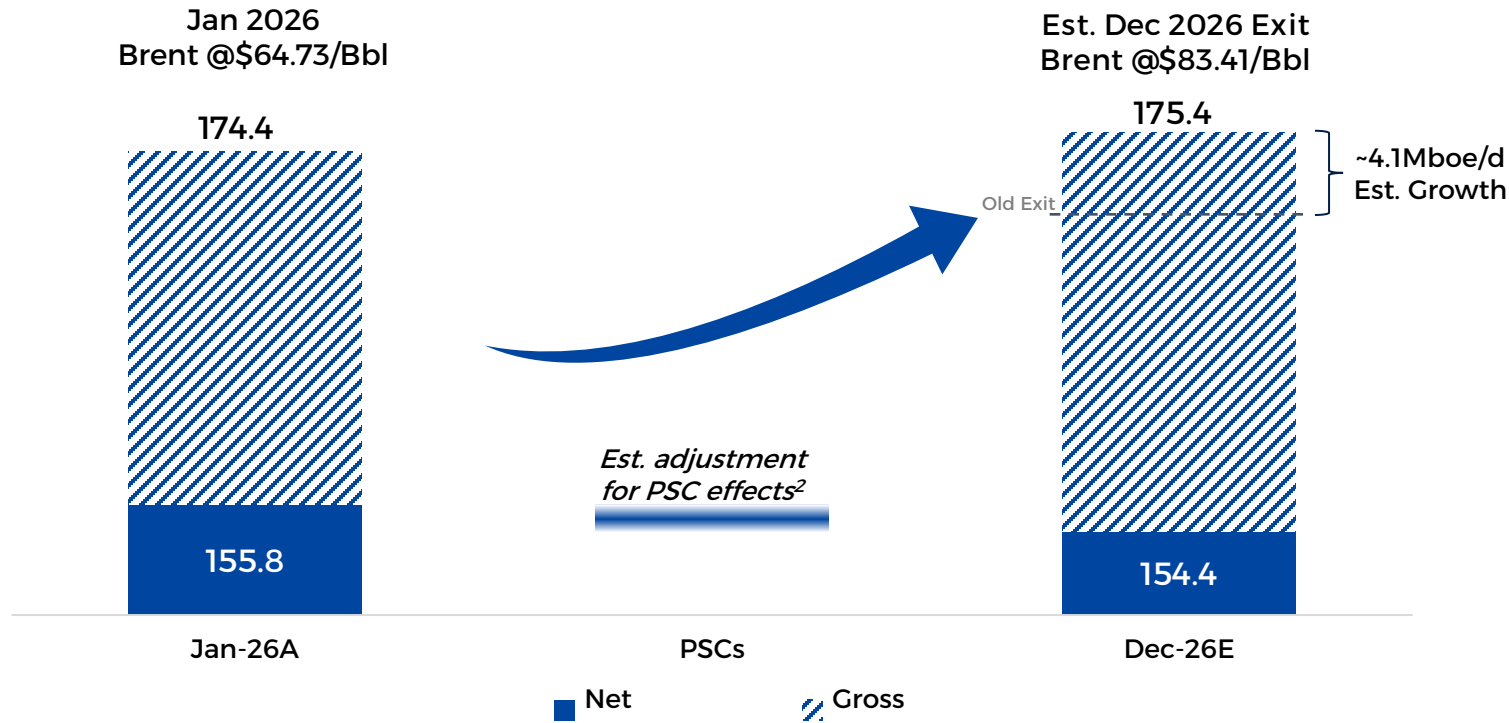 Jan 2026
Brent @$64.73/Bbl
Est. Dec 2026 Exit
Brent @$83.41/Bbl
174.4
175.4
~4.1Mboe/d
Est. Growth
Old Exit
Est. adjustment
for PSC effects²
155.8
154.4
Jan-26A
PSCs
Dec-26E
Net
Gross